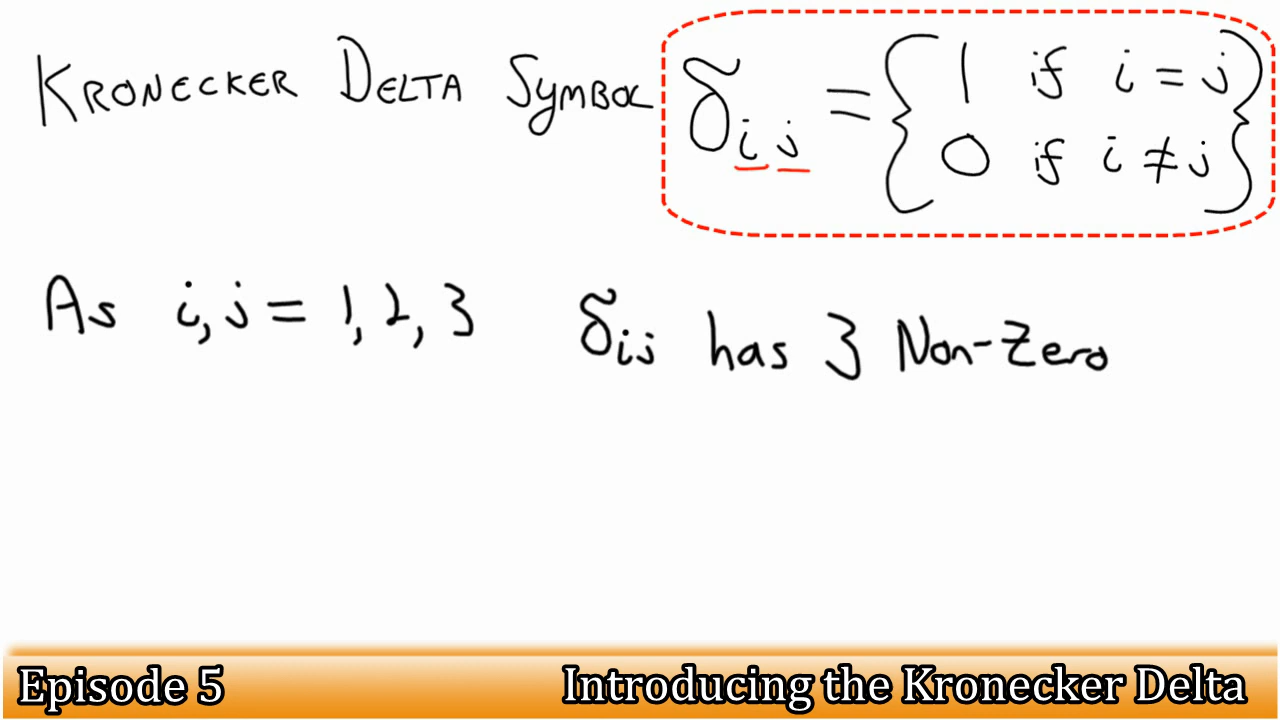 KRONECKER DELTA SYMBOL δij = { 1 if i = j
0 if i ≠ j }
As i, j = 1, 2, 3 δij has 3 Non-Zero
Episode 5 Introducing the Kronecker Delta